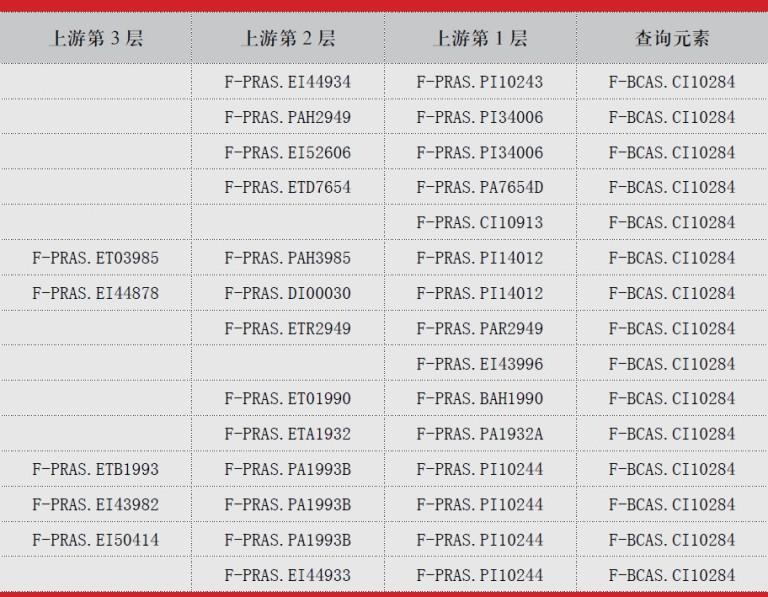 上游第 3 层 上游第 2 层 上游第 1 层 查询元素
F-PRAS.EI44934 F-PRAS.PI10243 F-BCAS.CI10284
F-PRAS.PAH2949 F-PRAS.PI34006 F-BCAS.CI10284
F-PRAS.EI52606 F-PRAS.PI34006 F-BCAS.CI10284
F-PRAS.ETD7654 F-PRAS.PA7654D F-BCAS.CI10284
F-PRAS.CI10913 F-BCAS.CI10284
F-PRAS.ET03985 F-PRAS.PAH3985 F-PRAS.PI14012 F-BCAS.CI10284
F-PRAS.EI44878 F-PRAS.DI00030 F-PRAS.PI14012 F-BCAS.CI10284
F-PRAS.ETR2949 F-PRAS.PAR2949 F-BCAS.CI10284
F-PRAS.EI43996 F-BCAS.CI10284
F-PRAS.ET01990 F-PRAS.BAH1990 F-BCAS.CI10284
F-PRAS.ETA1932 F-PRAS.PA1932A F-BCAS.CI10284
F-PRAS.ETB1993 F-PRAS.PA1993B F-PRAS.PI10244 F-BCAS.CI10284
F-PRAS.EI43982 F-PRAS.PA1993B F-PRAS.PI10244 F-BCAS.CI10284
F-PRAS.EI50414 F-PRAS.PA1993B F-PRAS.PI10244 F-BCAS.CI10284
F-PRAS.EI44933 F-PRAS.PI10244 F-BCAS.CI10284